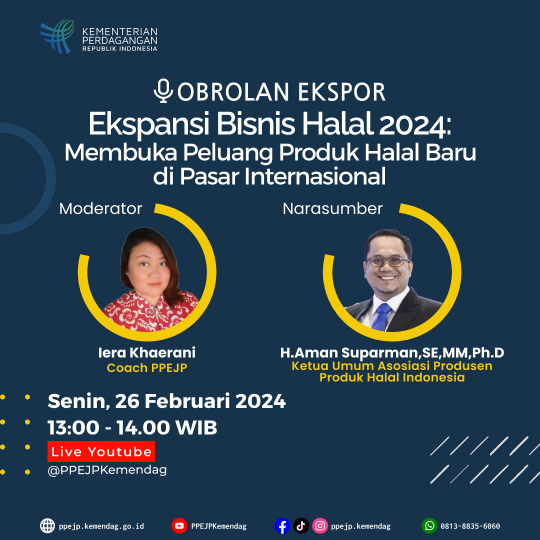 KEMENTERIAN
PERDAGANGAN
REPUBLIK INDONESIA
OBROLAN EKSPOR
Ekspansi Bisnis Halal 2024:
Membuka Peluang Produk Halal Baru
di Pasar Internasional
Moderator
Narasumber
Iera Khaerani
Coach PPEJP
H.Aman Suparman,SE,MM,Ph.D
Ketua Umum Asosiasi Produsen
Produk Halal Indonesia
Senin, 26 Februari 2024
13:00 - 14.00 WIB
Live Youtube
@PPEJPKemendag
ppejp.kemendag.go.id
PPEJPKemendag
ppejp.kemendag
0813-8835-6060